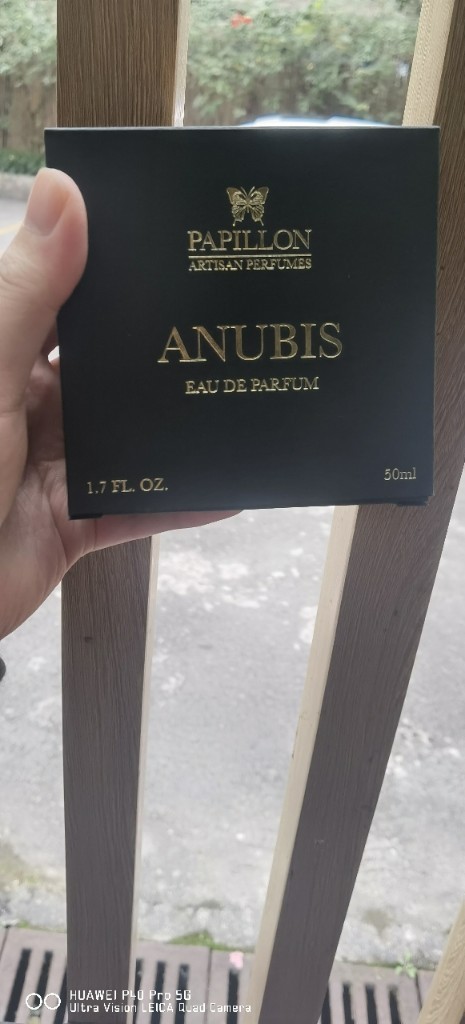 PAPILLON
ARTISAN PERFUMES
ANUBIS
EAU DE PARFUM
1.7 FL. OZ.
50ml
HUAWEI P40 Pro 5G
Ultra Vision LEICA Quad Camera